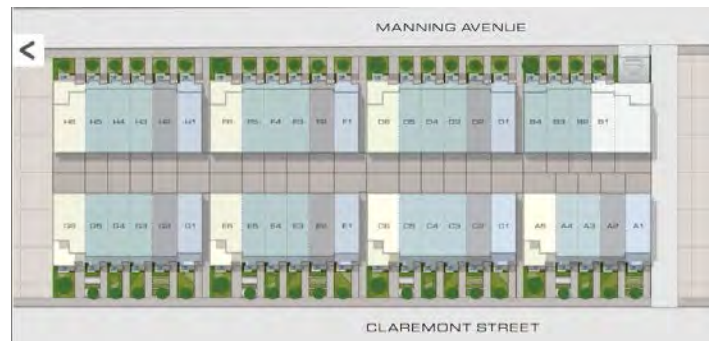 MANNING AVENUE
<
H6 H5 H4 H3 H2 H1 F6 F5 F4 F3 F2 F1 D6 D5 D4 D3 D2 D1 B4 B3 B2 B1
G6 G5 G4 G3 G2 G1 E6 E5 E4 E3 E2 E1 C6 C5 C4 C3 C2 C1 A5 A4 A3 A2 A1
CLAREMONT STREET